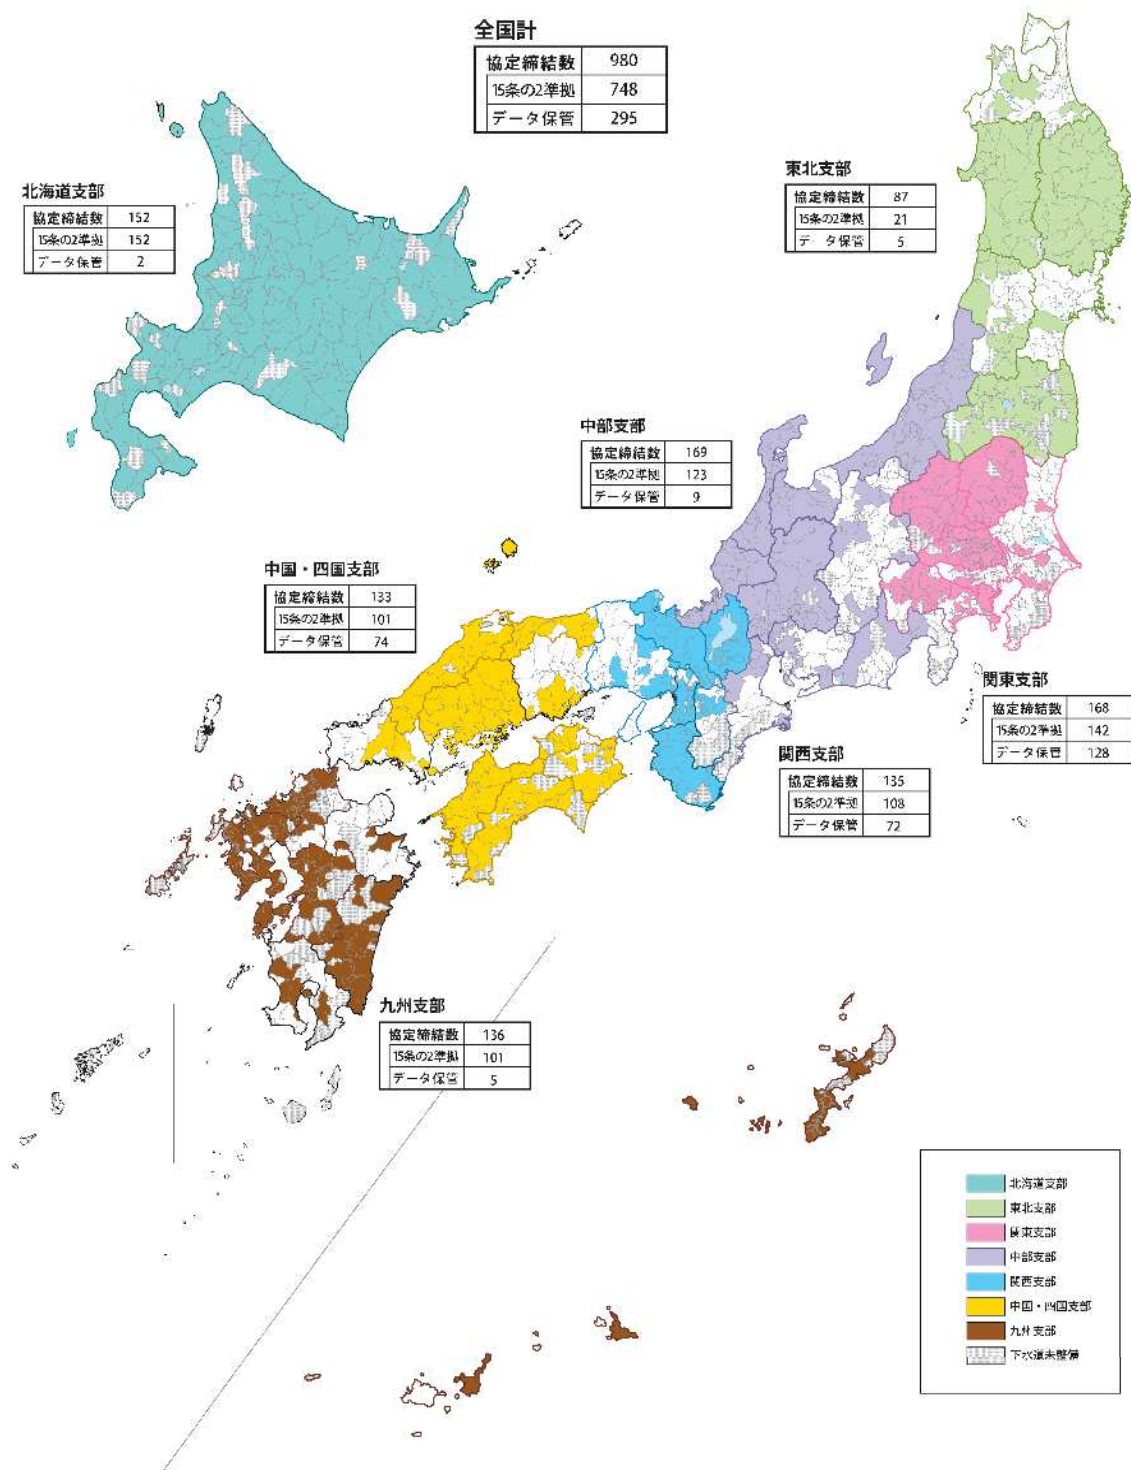 全国計
協定締結数 980
15条の2準拠 748
データ保管 295
北海道支部
協定締結数 152
15条の2準拠 152
データ保管 2
東北支部
協定締結数 87
15条の2準拠 21
データ保管 5
中部支部
協定締結数 169
15条の2準拠 123
データ保管 9
中国・四国支部
協定締結数 133
15条の2準拠 101
データ保管 74
関東支部
協定締結数 168
15条の2準拠 142
データ保管 128
関西支部
協定締結数 135
15条の2準拠 108
データ保管 72
九州支部
協定締結数 136
15条の2準拠 101
データ保管 5
北海道支部
東北支部
関東支部
中部支部
関西支部
中国・四国支部
九州支部
下水道未整備